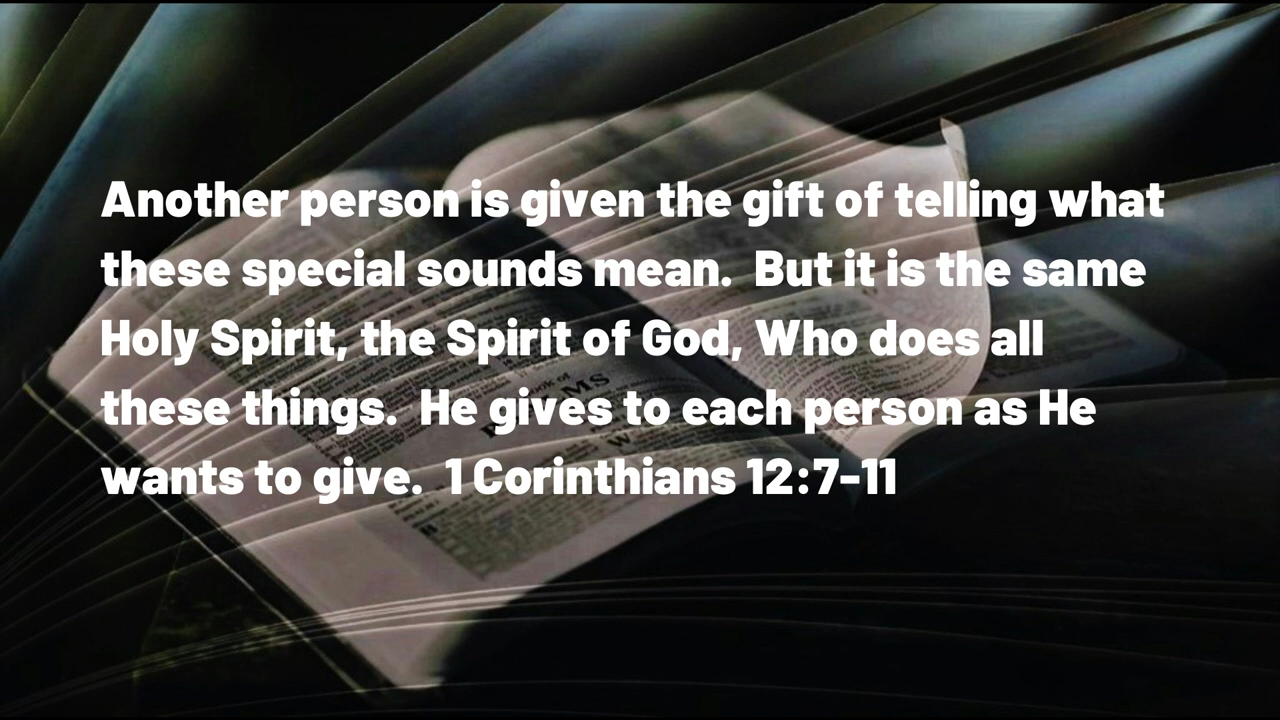 Another person is given the gift of telling what
these special sounds mean.  But it is the same
Holy Spirit, the Spirit of God, Who does all
these things.  He gives to each person as He
wants to give.  1 Corinthians 12:7-11